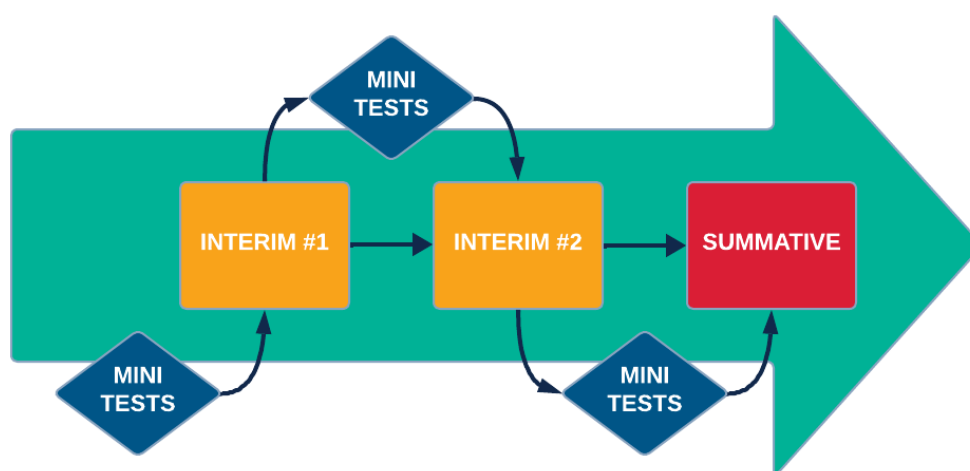 MINI
TESTS
INTERIM #1
INTERIM #2
SUMMATIVE
MINI
TESTS
MINI
TESTS